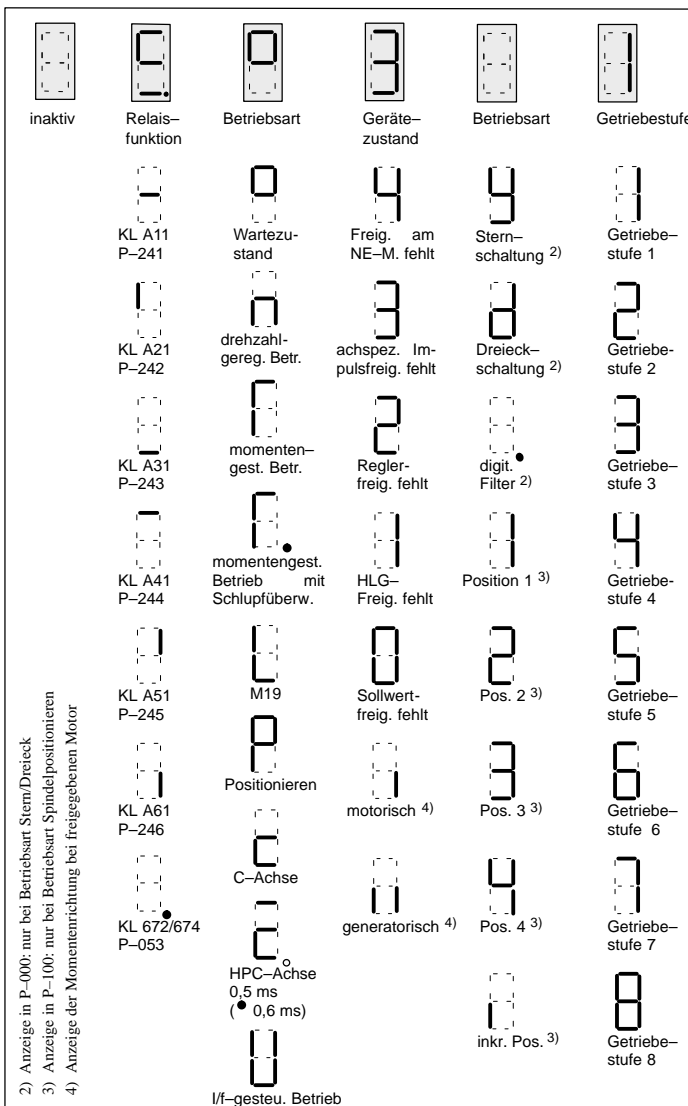 inaktiv
Relais–
funktion
Betriebsart
Geräte–
zustand
Betriebsart
Getriebestufe
KL A11
P–241
KL A21
P–242
KL A31
P–243
KL A41
P–244
KL A51
P–245
KL A61
P–246
KL 672/674
P–053
Wartezu-
stand
drehzahl-
gereg. Betr.
momenten–
gest. Betr.
momentengest.
Betrieb mit
Schlupfüberw.
M19
Positionieren
C–Achse
HPC–Achse
0,5 ms
(● 0,6 ms)
I/f–gesteu. Betrieb
Freig. am
NE–M. fehlt
achspez. Im-
pulsfreig. fehlt
Regler-
freig. fehlt
HLG–
Freig. fehlt
Sollwert-
freig. fehlt
motorisch 4)
generatorisch 4)
Stern–
schaltung 2)
Dreieck–
schaltung 2)
digit.
Filter 2)
Position 1 3)
Pos. 2 3)
Pos. 3 3)
Pos. 4 3)
inkr. Pos. 3)
Getriebe–
stufe 1
Getriebe-
stufe 2
Getriebe–
stufe 3
Getriebe-
stufe 4
Getriebe–
stufe 5
Getriebe–
stufe 6
Getriebe–
stufe 7
Getriebe–
stufe 8
2) Anzeige in P–000: nur bei Betriebsart Stern/Dreieck
3) Anzeige in P–100: nur bei Betriebsart Spindelpositionieren
4) Anzeige der Momentenrichtung bei freigegebenen Motor